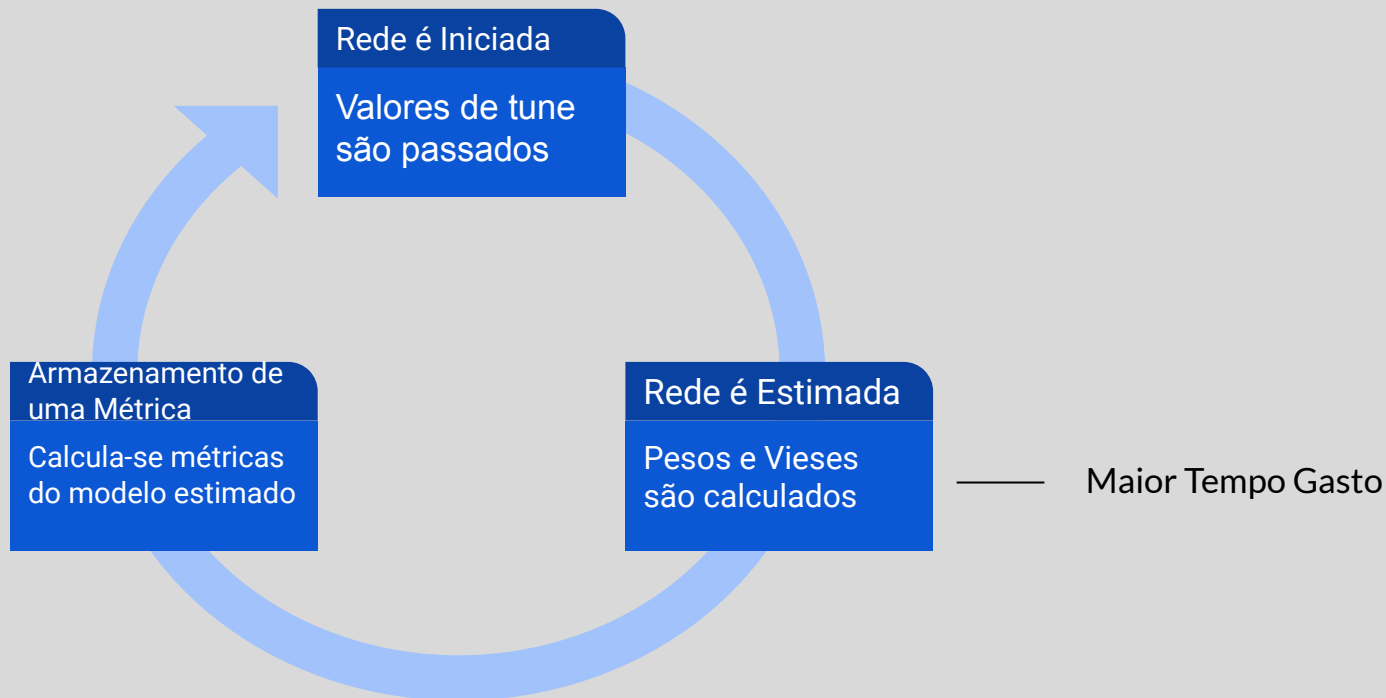 Rede é Iniciada
Valores de tune
são passados
Armazenamento de
uma Métrica
Calcula-se métricas
do modelo estimado
Rede é Estimada
Pesos e Vieses
são calculados
Maior Tempo Gasto